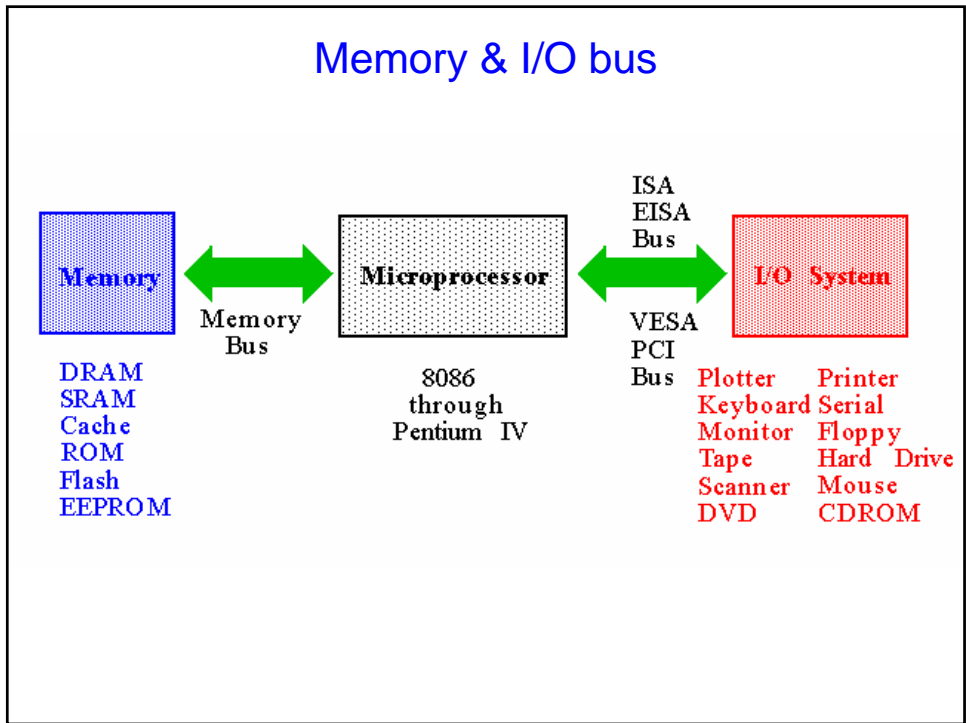 Memory & I/O bus
Memory
Memory
Bus
DRAM
SRAM
Cache
ROM
Flash
EEPROM
Microprocessor
8086
through
Pentium IV
ISA
EISA
Bus
VESA
PCI
Bus
I/O System
Plotter Printer
Keyboard Serial
Monitor Floppy
Tape Hard Drive
Scanner Mouse
DVD CDROM